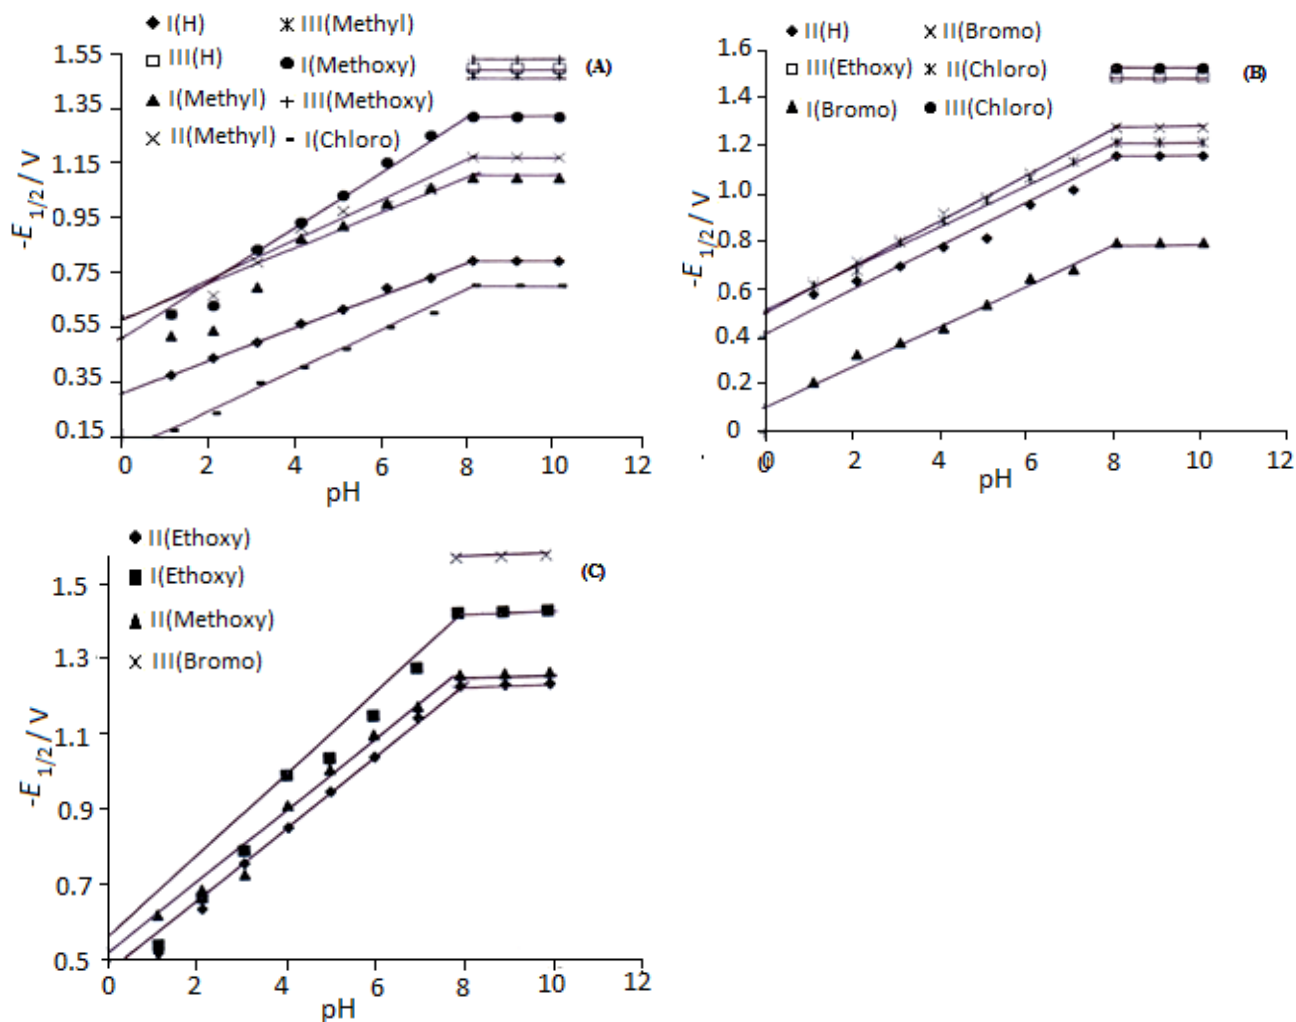 I(H)
III(Methyl)
III(H)
I(Methoxy)
I(Methyl)
III(Methoxy)
II(Methyl)
I(Chloro)
(A)
1.55
1.35
1.15
0.95
0.75
0.55
0.35
0.15
-E 1/2 / V
0 2 4 6 8 10 12
pH
II(H)
II(Bromo)
III(Ethoxy)
II(Chloro)
I(Bromo)
III(Chloro)
(B)
1.6
1.4
1.2
1.0
0.8
0.6
0.4
0.2
0
-E 1/2 / V
0 2 4 6 8 10 12
pH
II(Ethoxy)
I(Ethoxy)
II(Methoxy)
III(Bromo)
(C)
1.5
1.3
1.1
0.9
0.7
0.5
-E 1/2 / V
0 2 4 6 8 10 12
pH